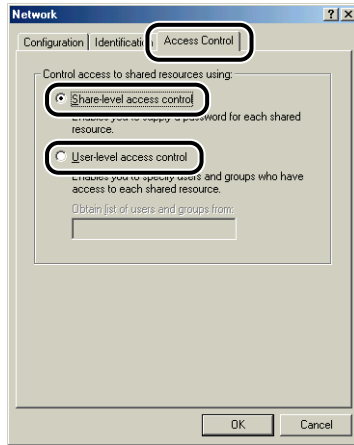 Network
Configuration Identification Access Control
Control access to shared resources using:
Share-level access control
Enables you to supply a password for each shared
resource.
User-level access control
Enables you to specify users and groups who have
access to each shared resource.
Obtain list of users and groups from:
OK Cancel